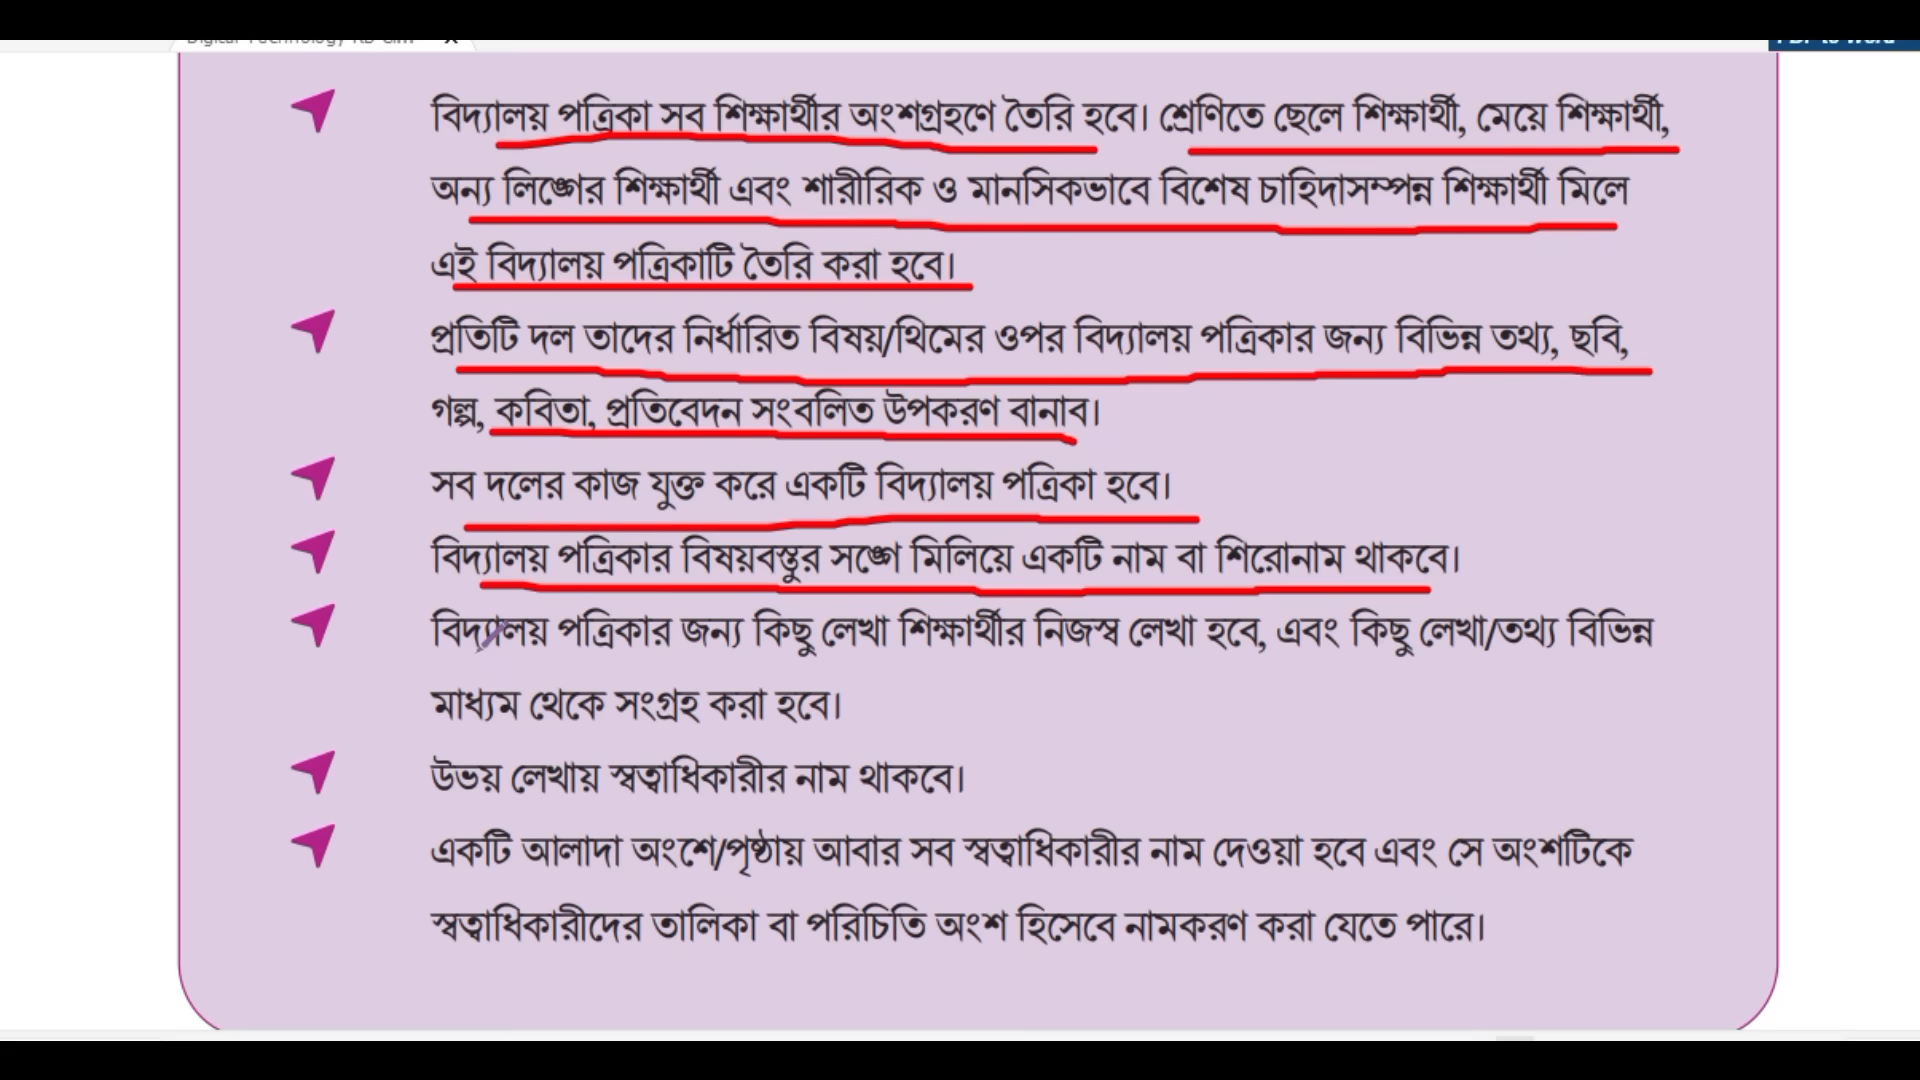 বিদ্যালয় পত্রিকা সব শিক্ষার্থীর অংশগ্রহণে তৈরি হবে। শ্রেণিতে ছেলে শিক্ষার্থী, মেয়ে শিক্ষার্থী,
অন্য লিঙ্গের শিক্ষার্থী এবং শারীরিক ও মানসিকভাবে বিশেষ চাহিদাসম্পন্ন শিক্ষার্থী মিলে
এই বিদ্যালয় পত্রিকাটি তৈরি করা হবে।
প্রতিটি দল তাদের নির্ধারিত বিষয়/থিমের ওপর বিদ্যালয় পত্রিকার জন্য বিভিন্ন তথ্য, ছবি,
গল্প, কবিতা, প্রতিবেদন সংবলিত উপকরণ বানাব।
সব দলের কাজ যুক্ত করে একটি বিদ্যালয় পত্রিকা হবে।
বিদ্যালয় পত্রিকার বিষয়বস্তুর সঙ্গে মিলিয়ে একটি নাম বা শিরোনাম থাকবে।
বিদ্যালয় পত্রিকার জন্য কিছু লেখা শিক্ষার্থীর নিজস্ব লেখা হবে, এবং কিছু লেখা/তথ্য বিভিন্ন
মাধ্যম থেকে সংগ্রহ করা হবে।
উভয় লেখায় স্বত্বাধিকারীর নাম থাকবে।
একটি আলাদা অংশে/পৃষ্ঠায় আবার সব স্বত্বাধিকারীর নাম দেওয়া হবে এবং সে অংশটিকে
স্বত্বাধিকারীদের তালিকা বা পরিচিতি অংশ হিসেবে নামকরণ করা যেতে পারে।